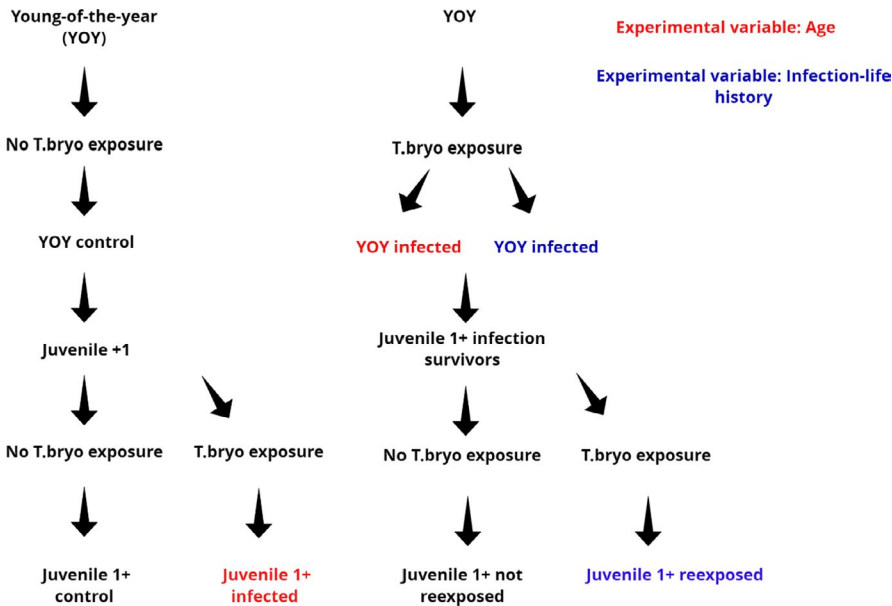 Young-of-the-year
(YOY)
YOY
Experimental variable: Age
Experimental variable: Infection-life
history
No T.bryo exposure
T.bryo exposure
YOY control
YOY infected
YOY infected
Juvenile +1
Juvenile 1+ infection
survivors
No T.bryo exposure
T.bryo exposure
No T.bryo exposure
T.bryo exposure
Juvenile 1+
control
Juvenile 1+
infected
Juvenile 1+ not
reexposed
Juvenile 1+ reexposed